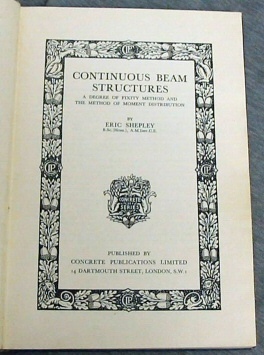 CONTINUOUS BEAM
STRUCTURES
A DEGREE OF FIXITY METHOD AND
THE METHOD OF MOMENT DISTRIBUTION
BY
ERIC SHEPLEY
CONCRETE
SERIES
PUBLISHED BY
CONCRETE PUBLICATIONS LIMITED
14 DARTMOUTH STREET, LONDON, S.W.1